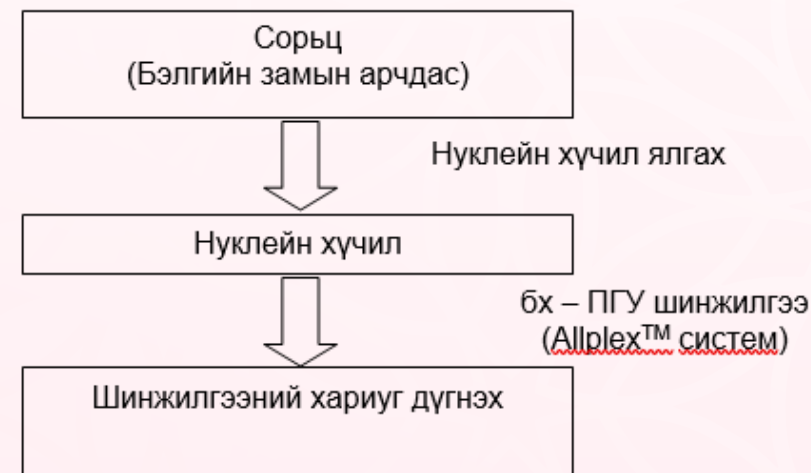 Сорьц
(Бэлгийн замын арчдас)
Нуклейн хүчил ялгах
Нуклейн хүчил
бх – ПГУ шинжилгээ
(Allplex™ систем)
Шинжилгээний хариуг дүгнэх